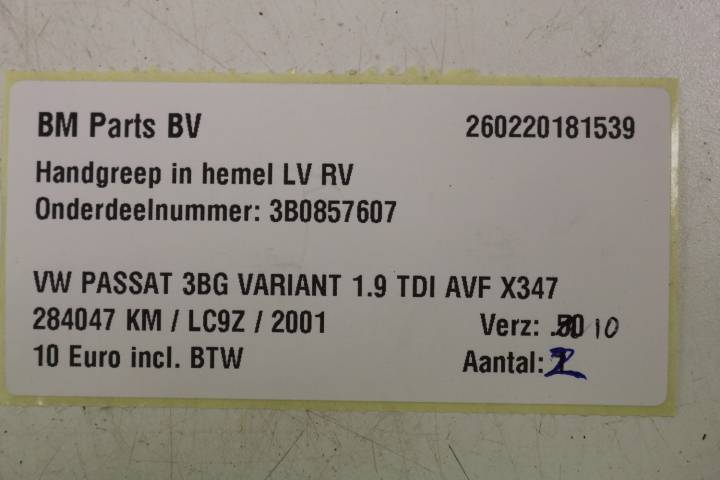 BM Parts BV 260220181539
Handgreep in hemel LV RV
Onderdeelnummer: 3B0857607
VW PASSAT 3BG VARIANT 1.9 TDI AVF X347
284047 KM / LC9Z / 2001 Verz: 10
10 Euro incl. BTW Aantal: 2